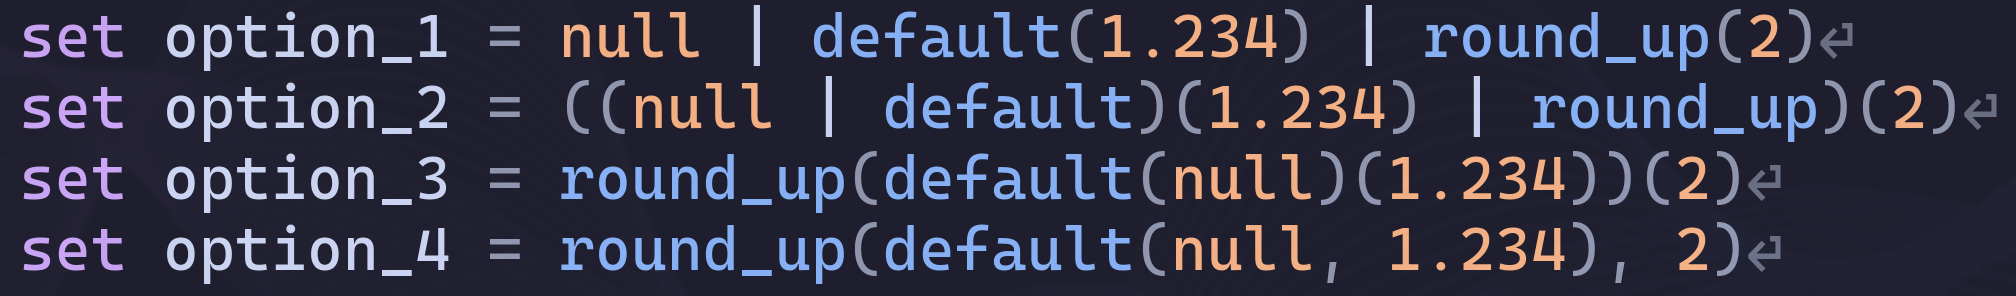 set option_1 = null | default(1.234) | round_up(2)↵
set option_2 = ((null | default)(1.234) | round_up)(2)↵
set option_3 = round_up(default(null)(1.234))(2)↵
set option_4 = round_up(default(null, 1.234), 2)↵